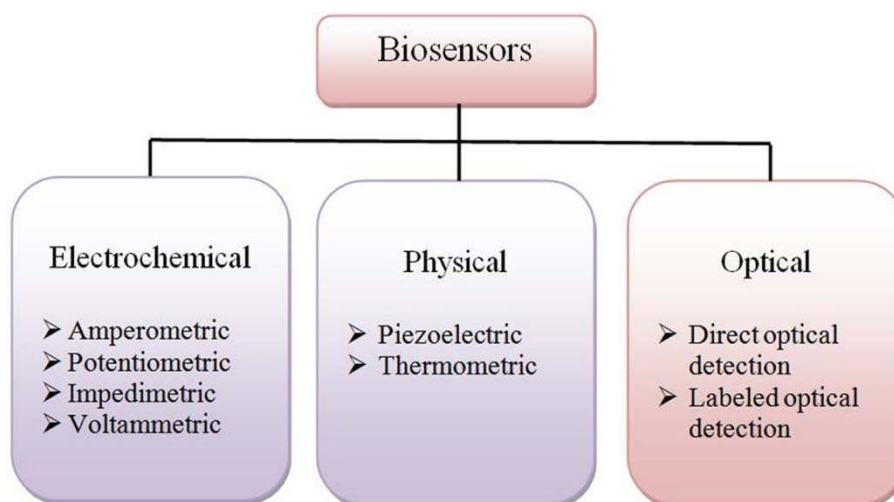 Biosensors
Electrochemical
➤ Amperometric
➤ Potentiometric
➤ Impedimetric
➤ Voltammetric
Physical
➤ Piezoelectric
➤ Thermometric
Optical
➤ Direct optical
detection
➤ Labeled optical
detection